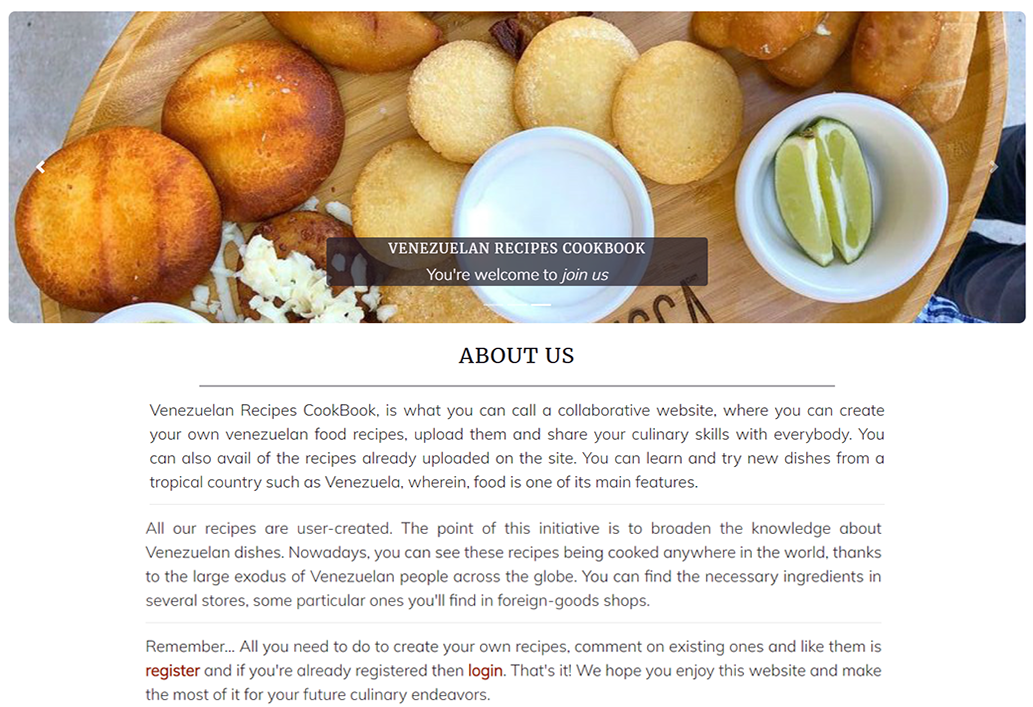 VENEZUELAN RECIPES COOKBOOK
You're welcome to join us
ABOUT US
Venezuelan Recipes CookBook, is what you can call a collaborative website, where you can create
your own venezuelan food recipes, upload them and share your culinary skills with everybody. You
can also avail of the recipes already uploaded on the site. You can learn and try new dishes from a
tropical country such as Venezuela, wherein, food is one of its main features.
All our recipes are user-created. The point of this initiative is to broaden the knowledge about
Venezuelan dishes. Nowadays, you can see these recipes being cooked anywhere in the world, thanks
to the large exodus of Venezuelan people across the globe. You can find the necessary ingredients in
several stores, some particular ones you'll find in foreign-goods shops.
Remember... All you need to do to create your own recipes, comment on existing ones and like them is
register and if you're already registered then login. That's it! We hope you enjoy this website and make
the most of it for your future culinary endeavors.